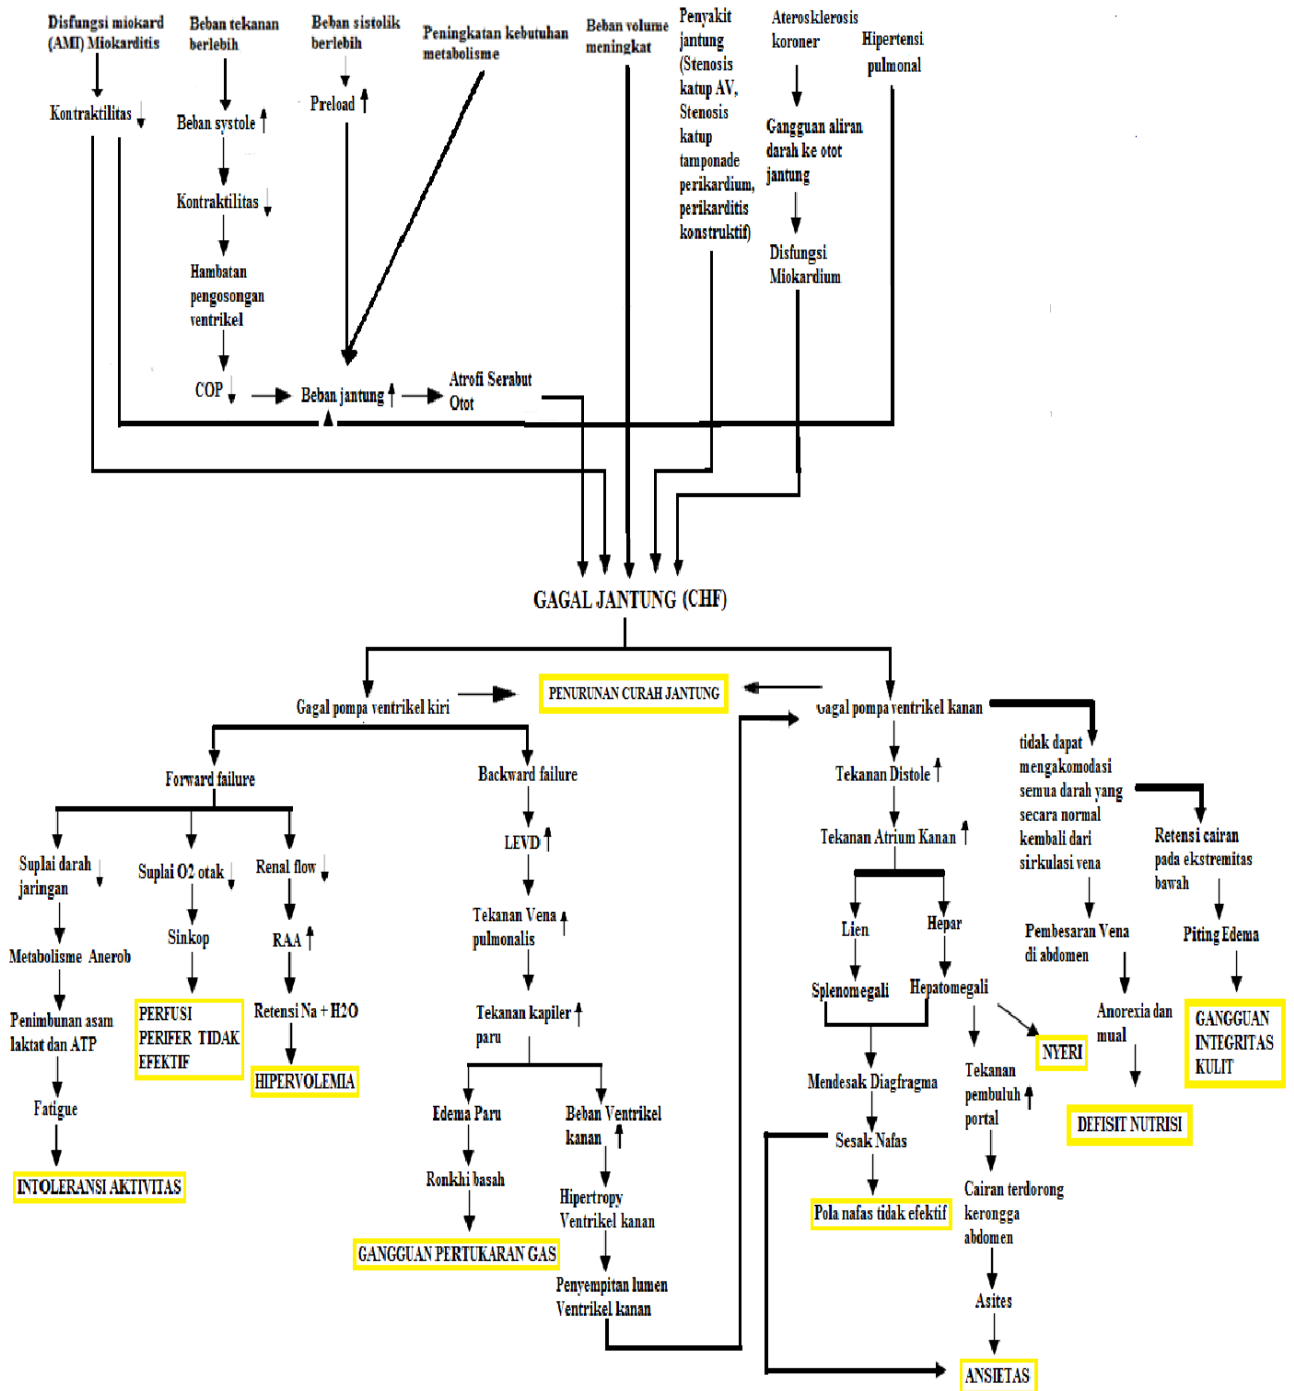 Disfungsi miokard
(AMI) Miokarditis
Kontraktilitas
Beban tekanan
berlebih
Beban systole
Kontraktilitas
Hambatan
pengosongan
ventrikel
COP
Beban sistolik
berlebih
Preload
Beban jantung
Atrofi Serabut
Otot
Peningkatan kebutuhan
metabolisme
Beban volume
meningkat
Penyakit
jantung
(Stenosis
katup AV,
Stenosis
katup
tamponade
perikardium,
perikarditis
konstruktif)
Aterosklerosis
koroner
Gangguan aliran
darah ke otot
jantung
Disfungsi
Miokardium
Hipertensi
pulmonal
GAGAL JANTUNG (CHF)
Gagal pompa ventrikel kiri
PENURUNAN CURAH JANTUNG
Gagal pompa ventrikel kanan
Forward failure
Suplai darah
jaringan
Metabolisme Anerob
Penimbunan asam
laktat dan ATP
Fatigue
INTOLERANSI AKTIVITAS
Suplai O2 otak
Sinkop
PERFUSI
PERIFER TIDAK
EFEKTIF
Renal flow
RAA
Retensi Na + H2O
HIPERVOLEMIA
Backward failure
LEVD
Tekanan Vena
pulmonalis
Tekanan kapiler
paru
Edema Paru
Ronkhi basah
GANGGUAN PERTUKARAN GAS
Beban Ventrikel
kanan
Hipertropy
Ventrikel kanan
Penyempitan lumen
Ventrikel kanan
Tekanan Distole
Tekanan Atrium Kanan
Lien
Splenomegali
Hepar
Hepatomegali
Mendesak Diagfragma
Sesak Nafas
Pola nafas tidak efektif
NYERI
Tekanan
pembuluh
portal
Cairan terdorong
kerongga
abdomen
Asites
ANSIETAS
tidak dapat
mengakomodasi
semua darah yang
secara normal
kembali dari
sirkulasi vena
Pembesaran Vena
di abdomen
Anorexia dan
mual
DEFISIT NUTRISI
Retensi cairan
pada ekstremitas
bawah
Piting Edema
GANGGUAN
INTEGRITAS
KULIT